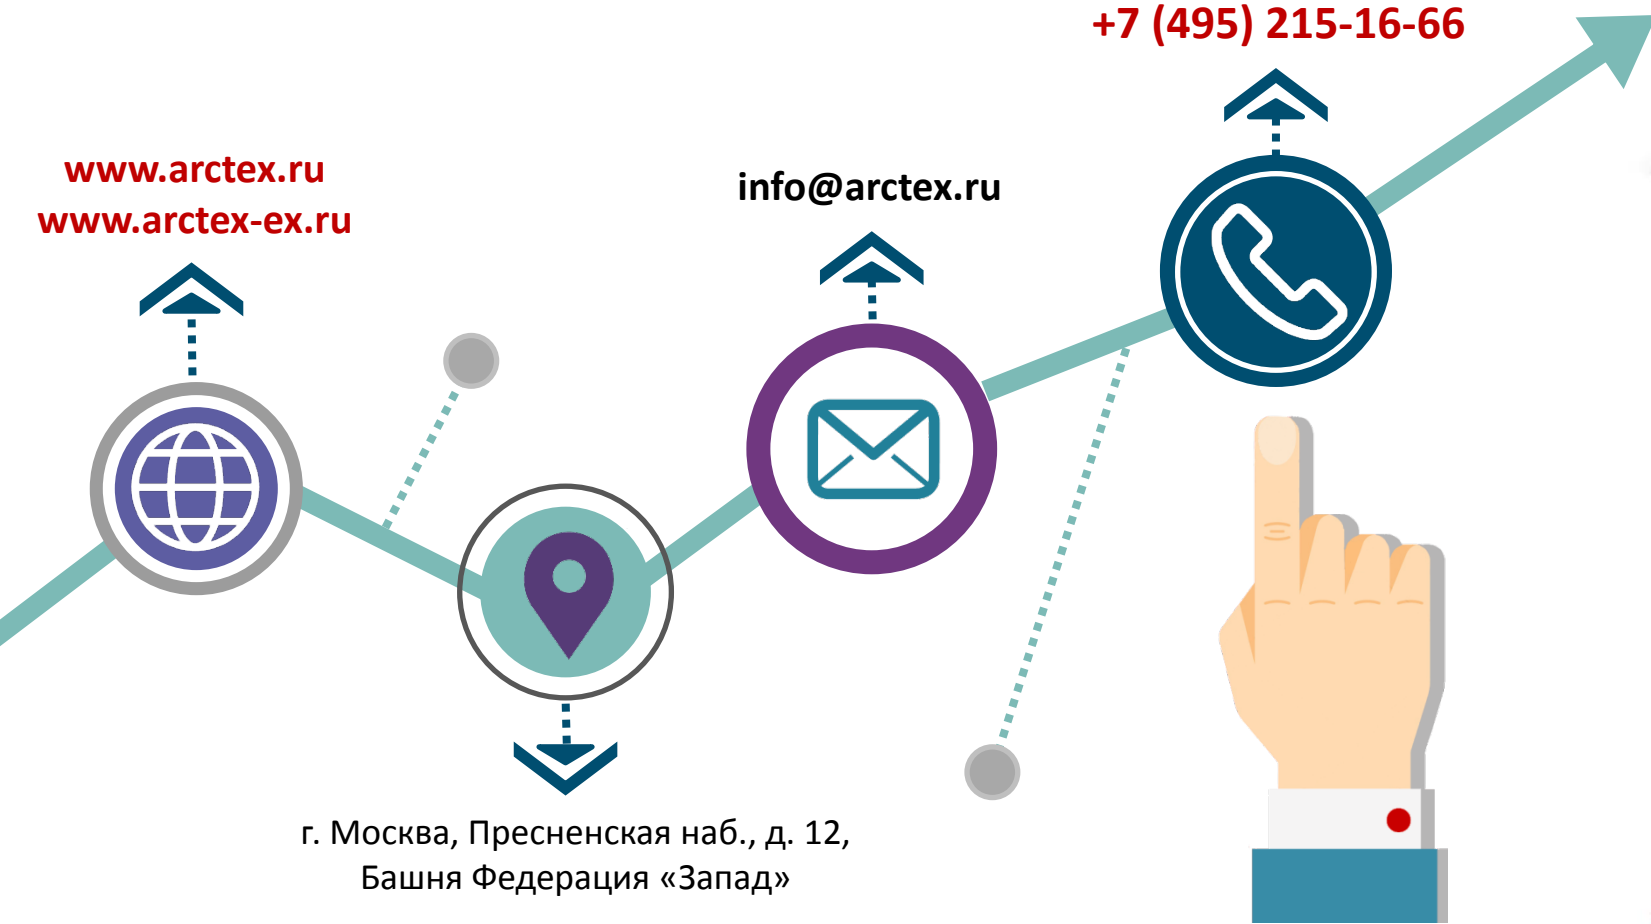 +7 (495) 215-16-66
www.arctex.ru
www.arctex-ex.ru
info@arctex.ru
г. Москва, Пресненская наб., д. 12,
Башня Федерация «Запад»